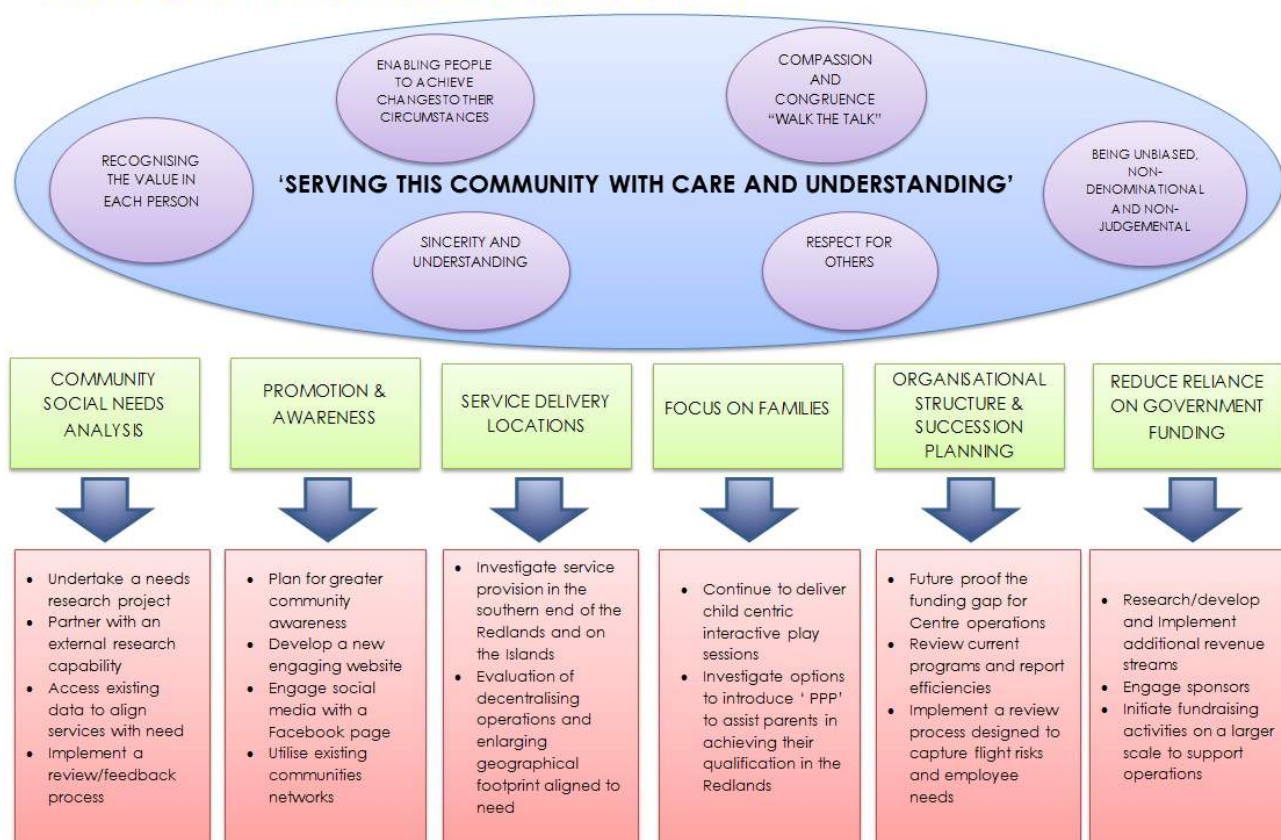 ENABLING PEOPLE
TO ACHIEVE
CHANGES TO THEIR
CIRCUMSTANCES
COMPASSION
AND
CONGRUENCE
“WALK THE TALK”
RECOGNISING
THE VALUE IN
EACH PERSON
‘SERVING THIS COMMUNITY WITH CARE AND UNDERSTANDING’
BEING UNBIASED,
NON-
DENOMINATIONAL
AND NON-
JUDGEMENTAL
SINCERITY AND
UNDERSTANDING
RESPECT FOR
OTHERS
COMMUNITY
SOCIAL NEEDS
ANALYSIS
PROMOTION &
AWARENESS
SERVICE DELIVERY
LOCATIONS
FOCUS ON FAMILIES
ORGANISATIONAL
STRUCTURE &
SUCCESSION
PLANNING
REDUCE RELIANCE
ON GOVERNMENT
FUNDING
• Undertake a needs
research project
• Partner with an
external research
capability
• Access existing
data to align
services with need
• Implement a
review/feedback
process
• Plan for greater
community
awareness
• Develop a new
engaging website
• Engage social
media with a
Facebook page
• Utilise existing
communities
networks
• Investigate service
provision in the
southern end of the
Redlands and on
the Islands
• Evaluation of
decentralising
operations and
enlarging
geographical
footprint aligned to
need
• Continue to deliver
child centric
interactive play
sessions
• Investigate options
to introduce ‘ PPP’
to assist parents in
achieving their
qualification in the
Redlands
• Future proof the
funding gap for
Centre operations
• Review current
programs and report
efficiencies
• Implement a review
process designed to
capture flight risks
and employee
needs
• Research/develop
and Implement
additional revenue
streams
• Engage sponsors
• Initiate fundraising
activities on a larger
scale to support
operations